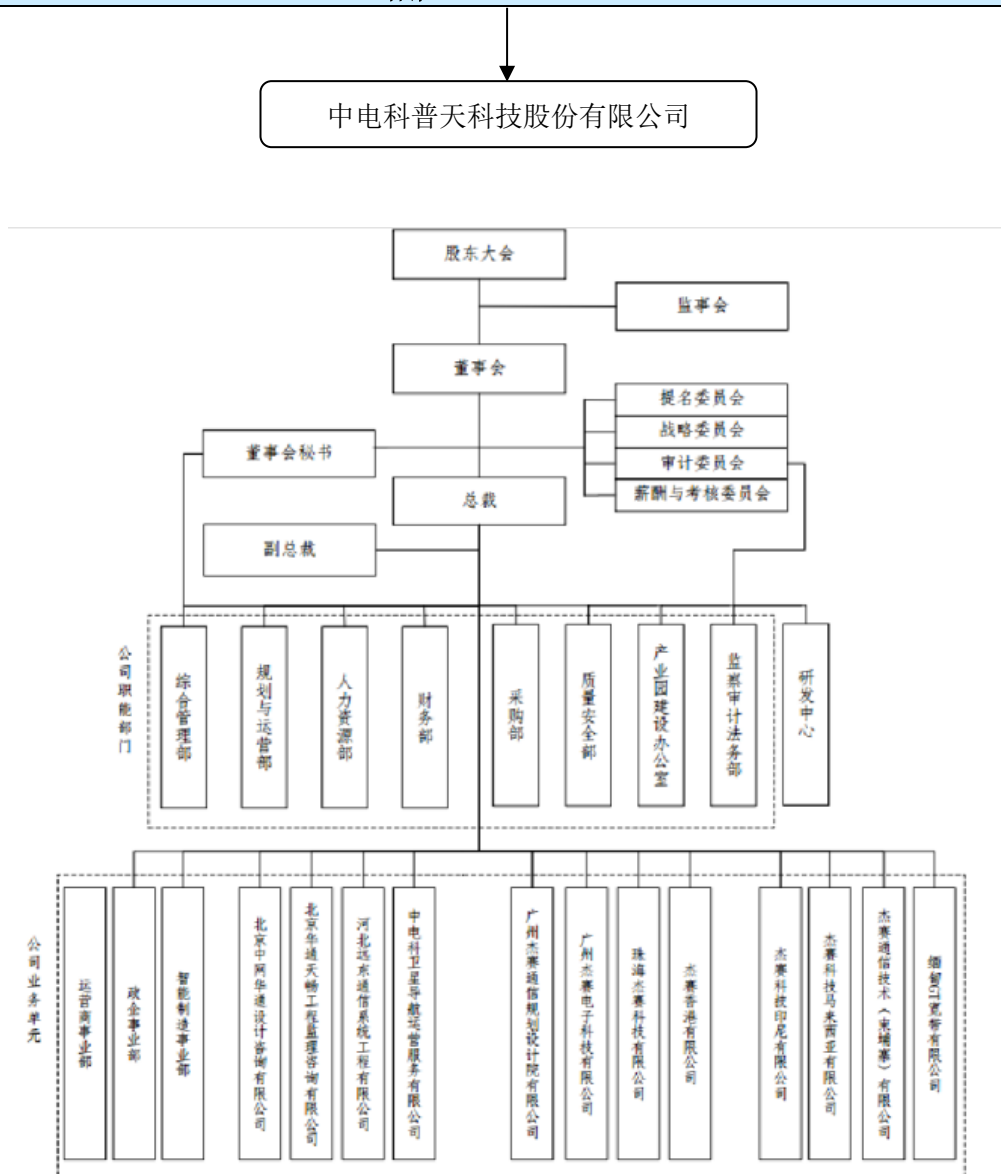 中电科普天科技股份有限公司
股东大会
监事会
董事会
提名委员会
战略委员会
董事会秘书
审计委员会
薪酬与考核委员会
总裁
副总裁
公司职能部门
综合管理部
规划与运营部
人力资源部
财务部
采购部
质量安全部
产业园建设办公室
监察审计法务部
研发中心
公司业务单元
运营商事业部
政企事业部
智能制造事业部
北京中网华通设计咨询有限公司
北京华通天畅工程监理咨询有限公司
河北远东通信系统工程有限公司
中电科卫星导航运营服务有限公司
广州杰赛通信规划设计院有限公司
广州杰赛电子科技有限公司
珠海杰赛科技有限公司
杰赛香港有限公司
杰赛科技印尼有限公司
杰赛科技马来西亚有限公司
杰赛通信技术（柬埔寨）有限公司
缅甸GT宽带有限公司